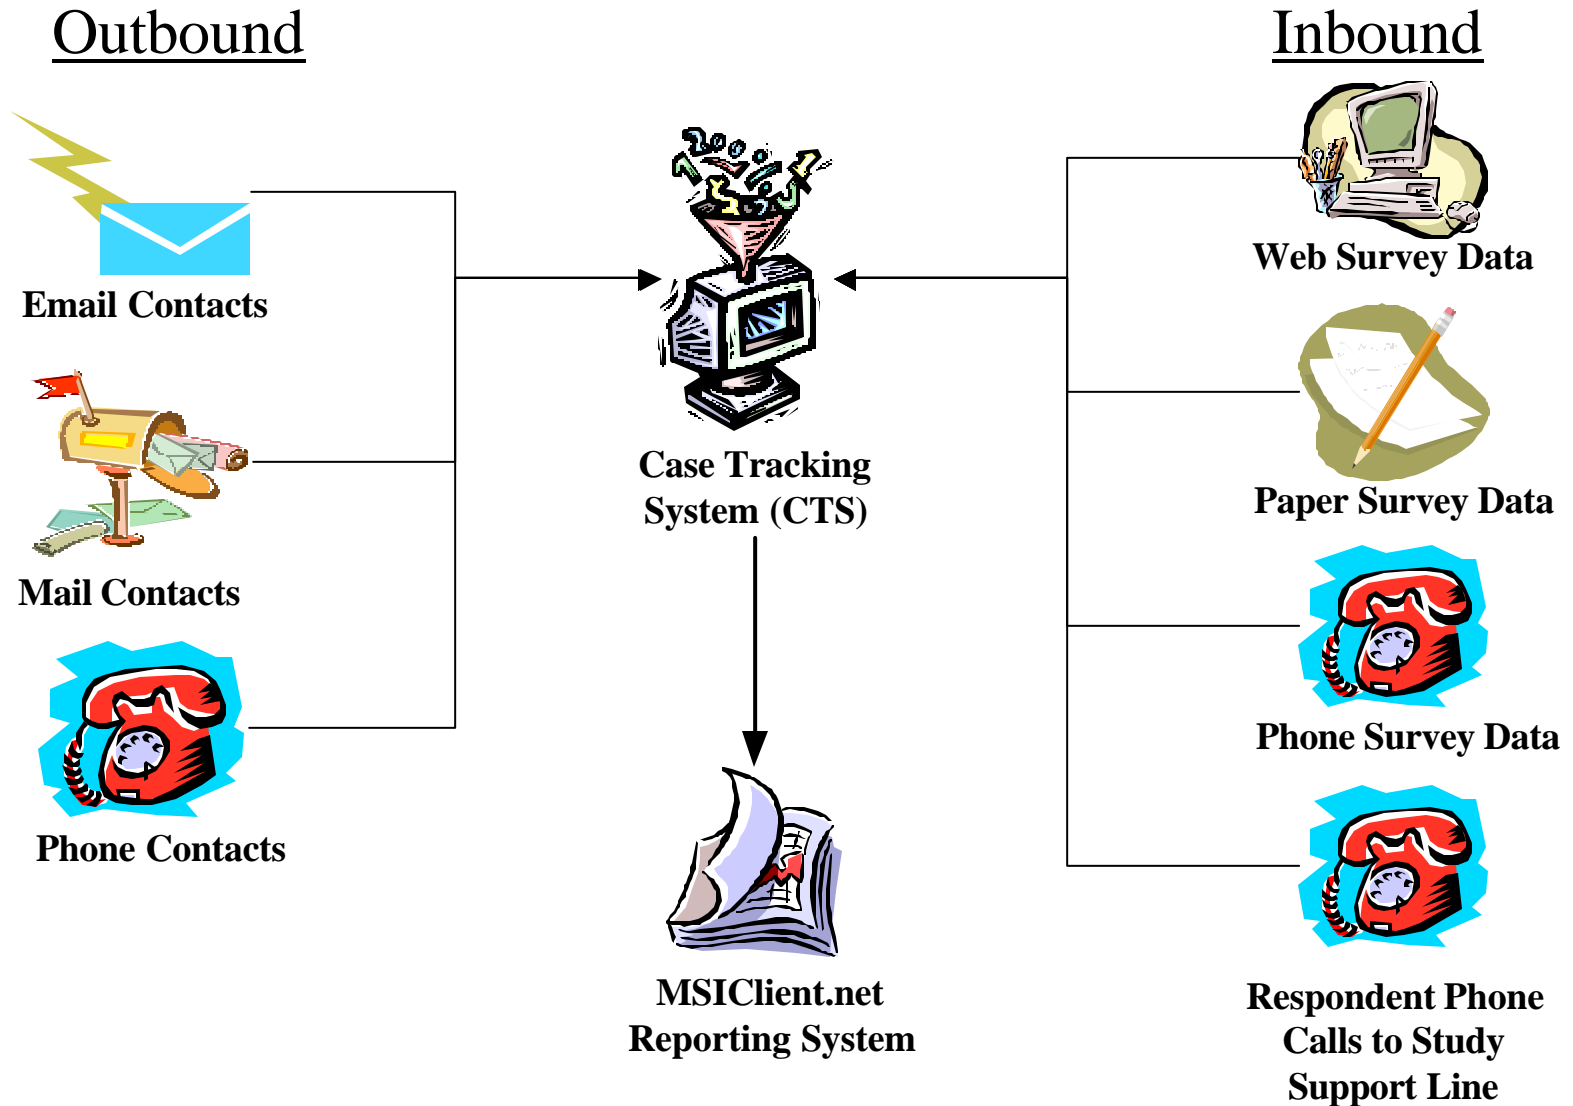 Outbound
Inbound
Email Contacts
Mail Contacts
Phone Contacts
Case Tracking
System (CTS)
MSIClient.net
Reporting System
Web Survey Data
Paper Survey Data
Phone Survey Data
Respondent Phone
Calls to Study
Support Line